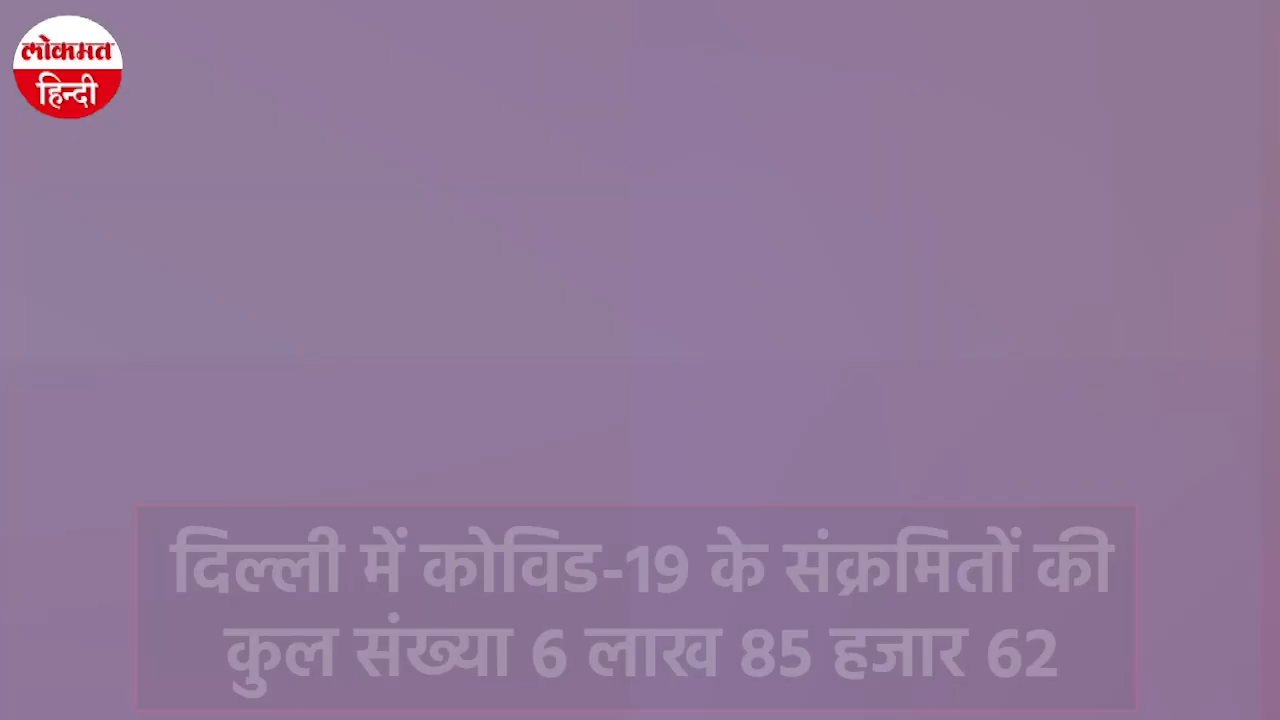 लोकमत
हिन्दी
दिल्ली में कोविड-19 के संक्रमितों की
कुल संख्या 6 लाख 85 हजार 62